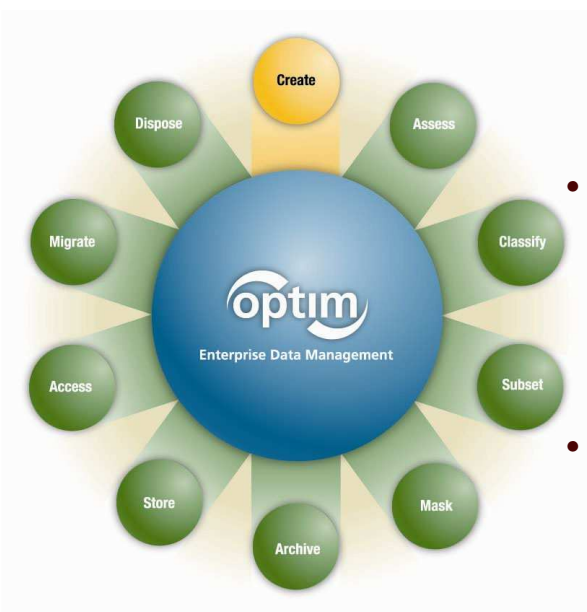 Create
Assess
Classify
Subset
Mask
Archive
Store
Access
Migrate
Dispose
optim
Enterprise Data Management